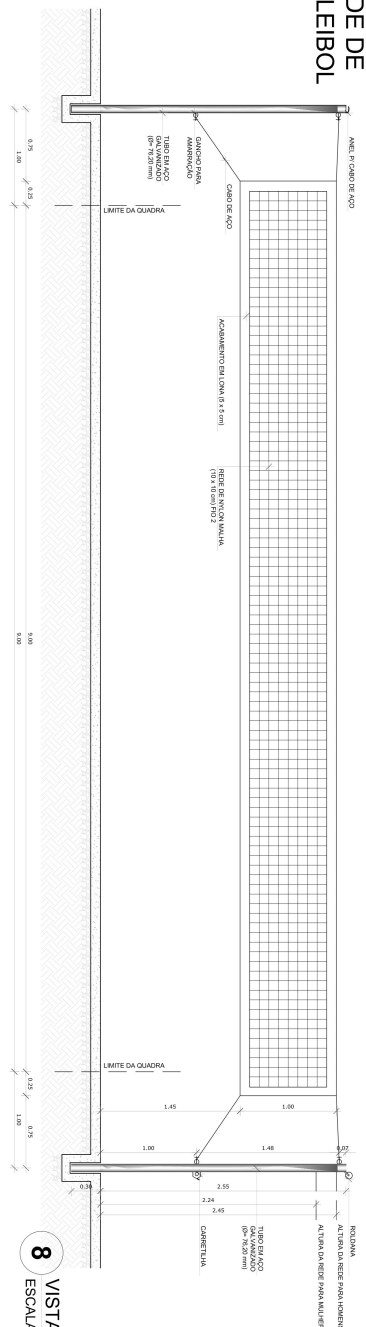 DE DE
LEIBOL
ANEL P/ CABO DE AÇO
GANCHO PARA
AMARRAÇÃO
TUBO EM AÇO
GALVANIZADO
(Ø= 76,20 mm)
CABO DE AÇO
LIMITE DA QUADRA
ACABAMENTO EM LONA (5 x 5 cm)
REDE DE NYLON MALHA
(10 x 10 cm) FIO 2
LIMITE DA QUADRA
ROLDANA
ALTURA DA REDE PARA HOMENS
ALTURA DA REDE PARA MULHER
TUBO EM AÇO
GALVANIZADO
(Ø= 76,20 mm)
CARRETILHA
0.07
1.48
1.00
1.00
1.45
2.55
0.30
2.24
2.45
0.75
0.25
9.00
0.25
0.75
1.00
9.00
1.00
8
VISTA
ESCALA